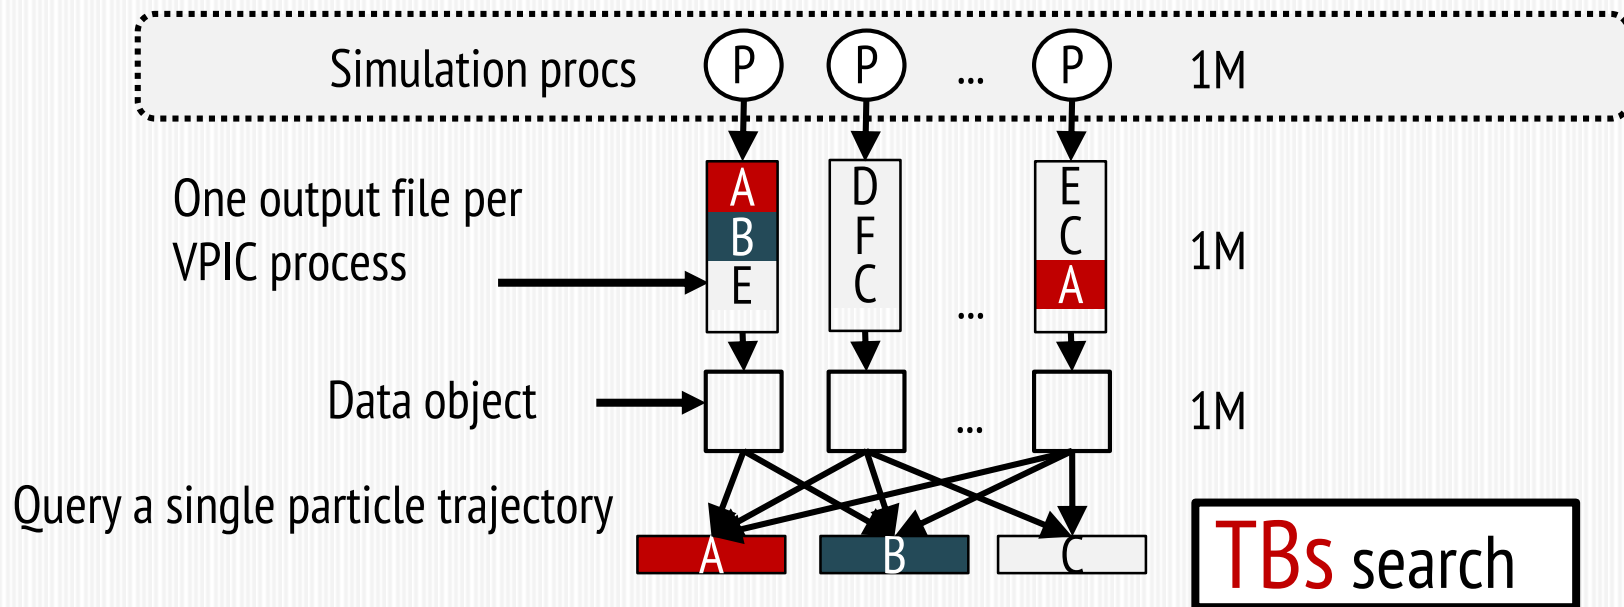 Simulation procs P P ... P 1M
One output file per
VPIC process
A D E
B F C
E C A
... 1M
Data object ... 1M
Query a single particle trajectory
A B C
TBs search